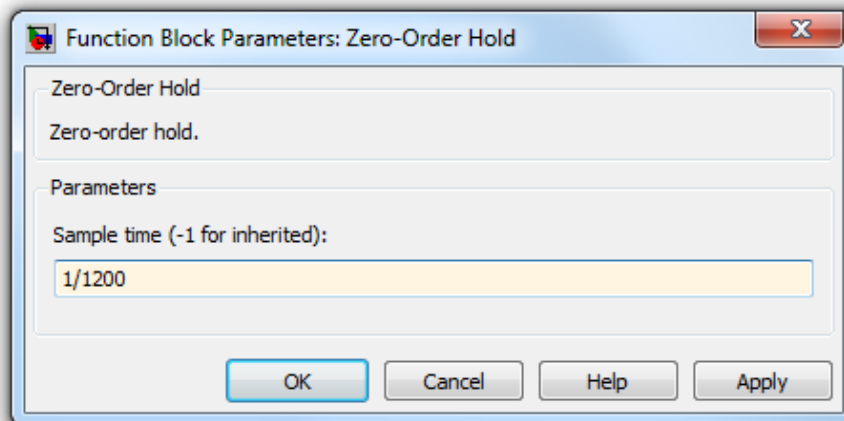 Function Block Parameters: Zero-Order Hold
Zero-Order Hold
Zero-order hold.
Parameters
Sample time (-1 for inherited):
1/1200
OK Cancel Help Apply